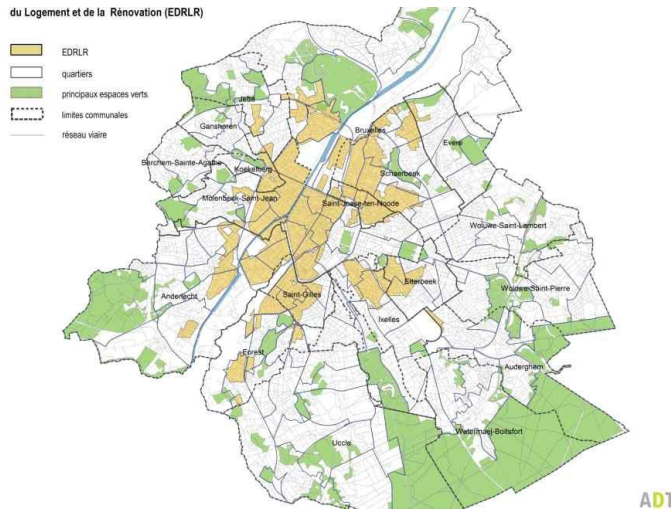 du Logement et de la Rénovation (EDRLR)
EDRLR
quartiers
principaux espaces verts
limites communales
réseau viaire
Jette
Ganshoren
Bruxelles
Evere
Berchem-Sainte-Agathe
Koekelberg
Schaerbeek
Molenbeek-Saint-Jean
Saint-Josse-ten-Noode
Woluwe-Saint-Lambert
Anderlecht
Saint-Gilles
Etterbeek
Woluwe-Saint-Pierre
Ixelles
Forest
Auderghem
Watermael-Boitsfort
Uccle
ADT